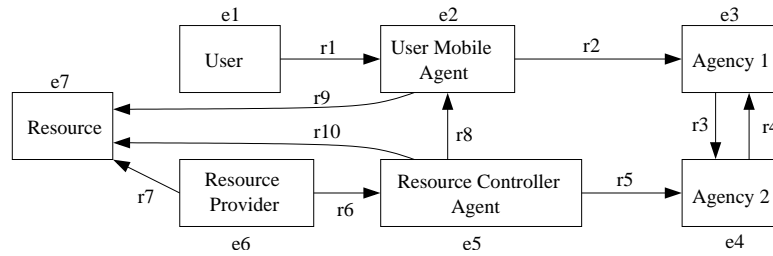 e1
e2
e3
User
r1
User Mobile
Agent
r2
Agency 1
e7
Resource
r9
r10
r8
r3
r4
r7
Resource
Provider
r6
Resource Controller
Agent
r5
Agency 2
e6
e5
e4